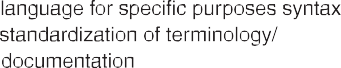 language for specific purposes syntax
standardization of terminology/
documentation